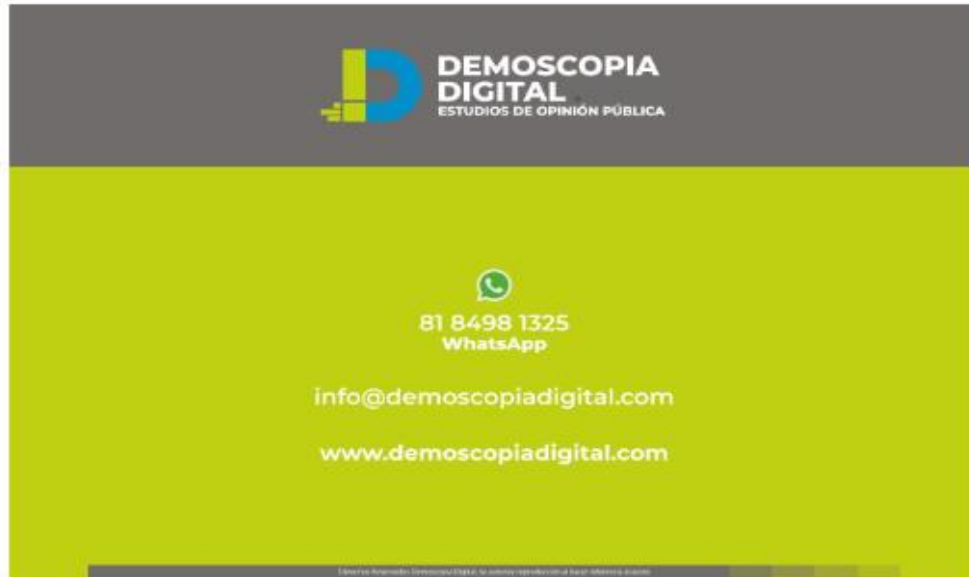 DEMOSCOPIA
DIGITAL
ESTUDIOS DE OPINIÓN PÚBLICA
81 8498 1325
WhatsApp
info@demoscopiadigital.com
www.demoscopiadigital.com